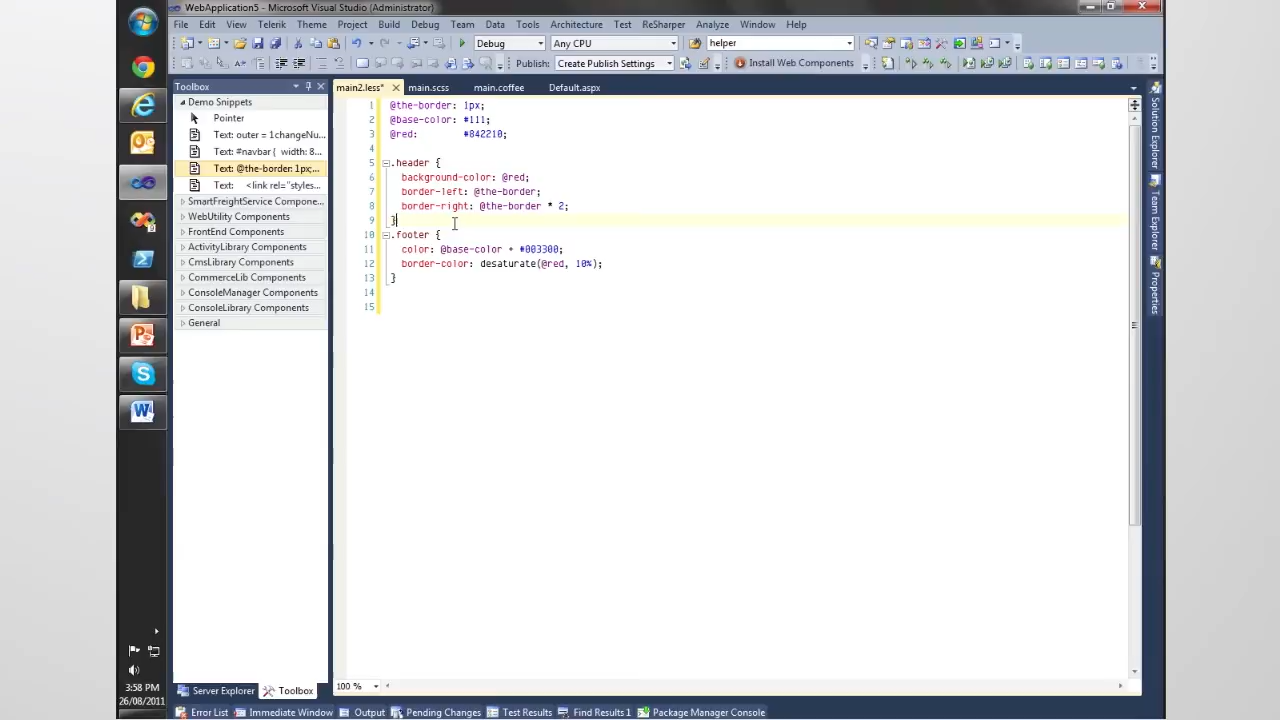 WebApplication5 - Microsoft Visual Studio (Administrator)
File Edit View Telerik Theme Project Build Debug Team Data Tools Architecture Test ReSharper Analyze Window Help
Debug Any CPU helper
Publish: Create Publish Settings Install Web Components
Toolbox
main2.less* main.scss main.coffee Default.aspx
Demo Snippets
Pointer
Text: outer = 1changeNu...
Text: #navbar { width: 8...
Text: @the-border: 1px;...
Text: <link rel="styles...
SmartFreightService Compone...
WebUtility Components
FrontEnd Components
ActivityLibrary Components
CmsLibrary Components
CommerceLib Components
ConsoleManager Components
ConsoleLibrary Components
General
1 @the-border: 1px;
2 @base-color: #111;
3 @red: #842210;
4
5 .header {
6 background-color: @red;
7 border-left: @the-border;
8 border-right: @the-border * 2;
9 }
10 .footer {
11 color: @base-color + #003300;
12 border-color: desaturate(@red, 10%);
13 }
14
15
Solution Explorer
Team Explorer
Properties
100 %
Server Explorer Toolbox
Error List Immediate Window Output Pending Changes Test Results Find Results 1 Package Manager Console
3:58 PM
26/08/2011